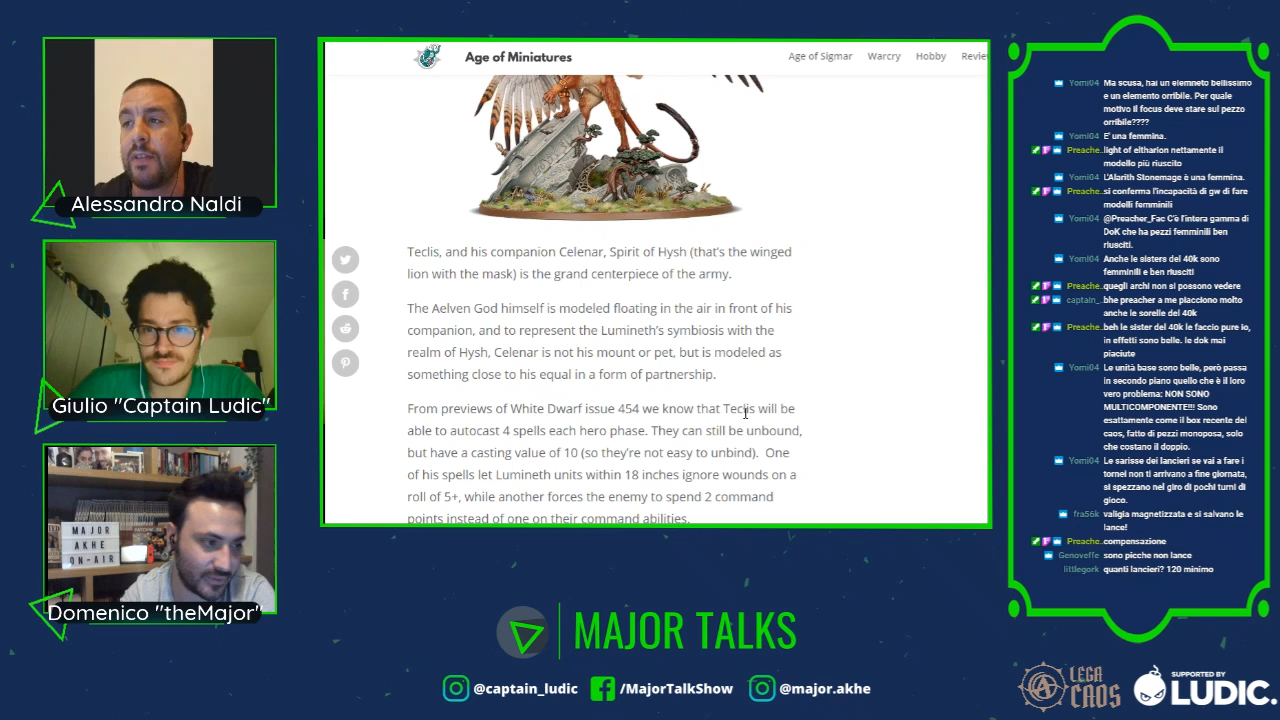 Alessandro Naldi
Giulio "Captain Ludic"
MAJOR
AKHE
ON-AIR
Domenico "theMajor"
Age of Miniatures
Age of Sigmar Warcry Hobby Revie
Teclis, and his companion Celenar, Spirit of Hysh (that's the winged
lion with the mask) is the grand centerpiece of the army.
The Aelven God himself is modeled floating in the air in front of his
companion, and to represent the Lumineth's symbiosis with the
realm of Hysh, Celenar is not his mount or pet, but is modeled as
something close to his equal in a form of partnership.
From previews of White Dwarf issue 454 we know that Teclis will be
able to autocast 4 spells each hero phase. They can still be unbound,
but have a casting value of 10 (so they're not easy to unbind). One
of his spells let Lumineth units within 18 inches ignore wounds on a
roll of 5+, while another forces the enemy to spend 2 command
points instead of one on their command abilities.
Yomi04 Ma scusa, hai un elemneto bellissimo
e un elemento orribile. Per quale
motivo il focus deve stare sul pezzo
orribile????
Yomi04 E' una femmina.
Preache.. light of eltharion nettamente il
modello più riuscito
Yomi04 L'Alarith Stonemage è una femmina.
Preache.. si conferma l'incapacità di gw di fare
modelli femminili
Yomi04 @Preacher_Fac C'è l'intera gamma di
DoK che ha pezzi femminili ben
riusciti.
Yomi04 Anche le sisters del 40k sono
femminili e ben riusciti
Preache.. quegli archi non si possono vedere
captain_.. bhe preacher a me piacciono molto
anche le sorelle del 40k
Preache.. beh le sister del 40k le faccio pure io,
in effetti sono belle. le dok mai
piaciute
Yomi04 Le unità base sono belle, però passa
in secondo piano quello che è il loro
vero problema: NON SONO
MULTICOMPONENTE!!! Sono
esattamente come il box recente del
caos, fatto di pezzi monoposa, solo
che costano il doppio.
Yomi04 Le sarisse dei lancieri se vai a fare i
tornei non ti arrivano a fine giornata,
si spezzano nel giro di pochi turni di
gioco.
fra56k valigia magnetizzata e si salvano le
lance!
Preache.. compensazione
Genoveffe sono picche non lance
littlegork quanti lancieri? 120 minimo
MAJOR TALKS
@captain_ludic /MajorTalkShow @major.akhe
LEGA
CAOS
SUPPORTED BY
LUDIC.